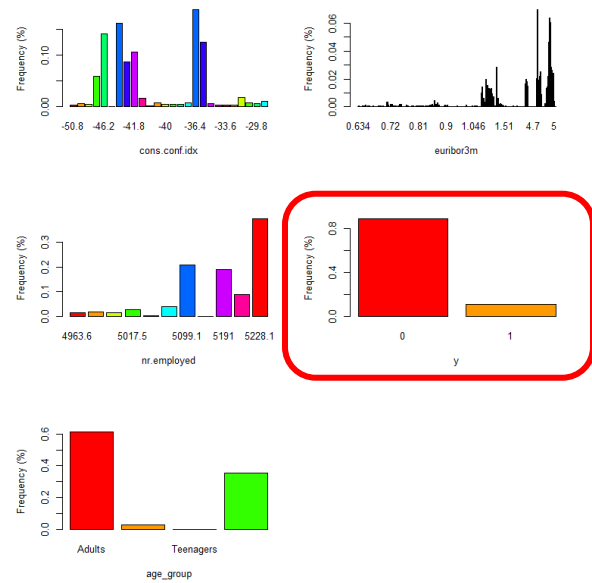 Frequency (%)
0.00
0.10
-50.8 -46.2 -41.8 -40 -36.4 -33.6 -29.8
cons.conf.idx
Frequency (%)
0.00 0.02 0.04 0.06
0.634 0.72 0.81 0.9 1.046 1.51 4.7 5
euribor3m
Frequency (%)
0.0 0.1 0.2 0.3
4963.6 5017.5 5099.1 5191 5228.1
nr.employed
Frequency (%)
0.0 0.4 0.8
0 1
y
Frequency (%)
0.0 0.2 0.4 0.6
Adults Teenagers
age_group